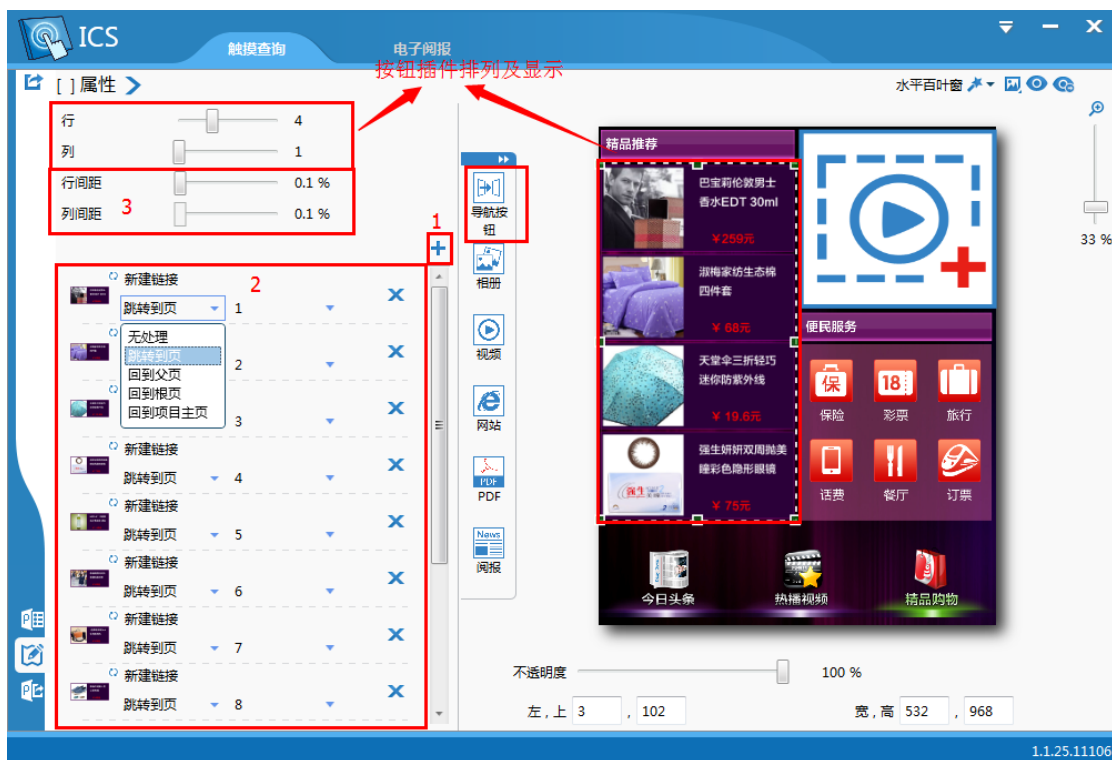 ICS
触摸查询
电子阅报
按钮插件排列及显示
[ ] 属性
水平百叶窗
行
4
列
1
行间距
0.1 %
列间距
0.1 %
3
1
2
新建链接
跳转到页
1
无处理
跳转到页
回到父页
回到根页
回到项目主页
2
3
新建链接
跳转到页
4
新建链接
跳转到页
5
新建链接
跳转到页
6
新建链接
跳转到页
7
新建链接
跳转到页
8
导航按
钮
相册
视频
网站
PDF
PDF
News
阅报
精品推荐
巴宝莉伦敦男士
香水EDT 30ml
￥259元
淑梅家纺生态棉
四件套
￥ 68元
天堂伞三折轻巧
迷你防紫外线
￥ 19.6元
强生妍妍双周抛美
瞳彩色隐形眼镜
￥ 75元
强生
便民服务
保
18
保险
彩票
旅行
话费
餐厅
订票
今日头条
热播视频
精品购物
33 %
不透明度
100 %
左 , 上
3
,
102
宽 , 高
532
,
968
1.1.25.11106